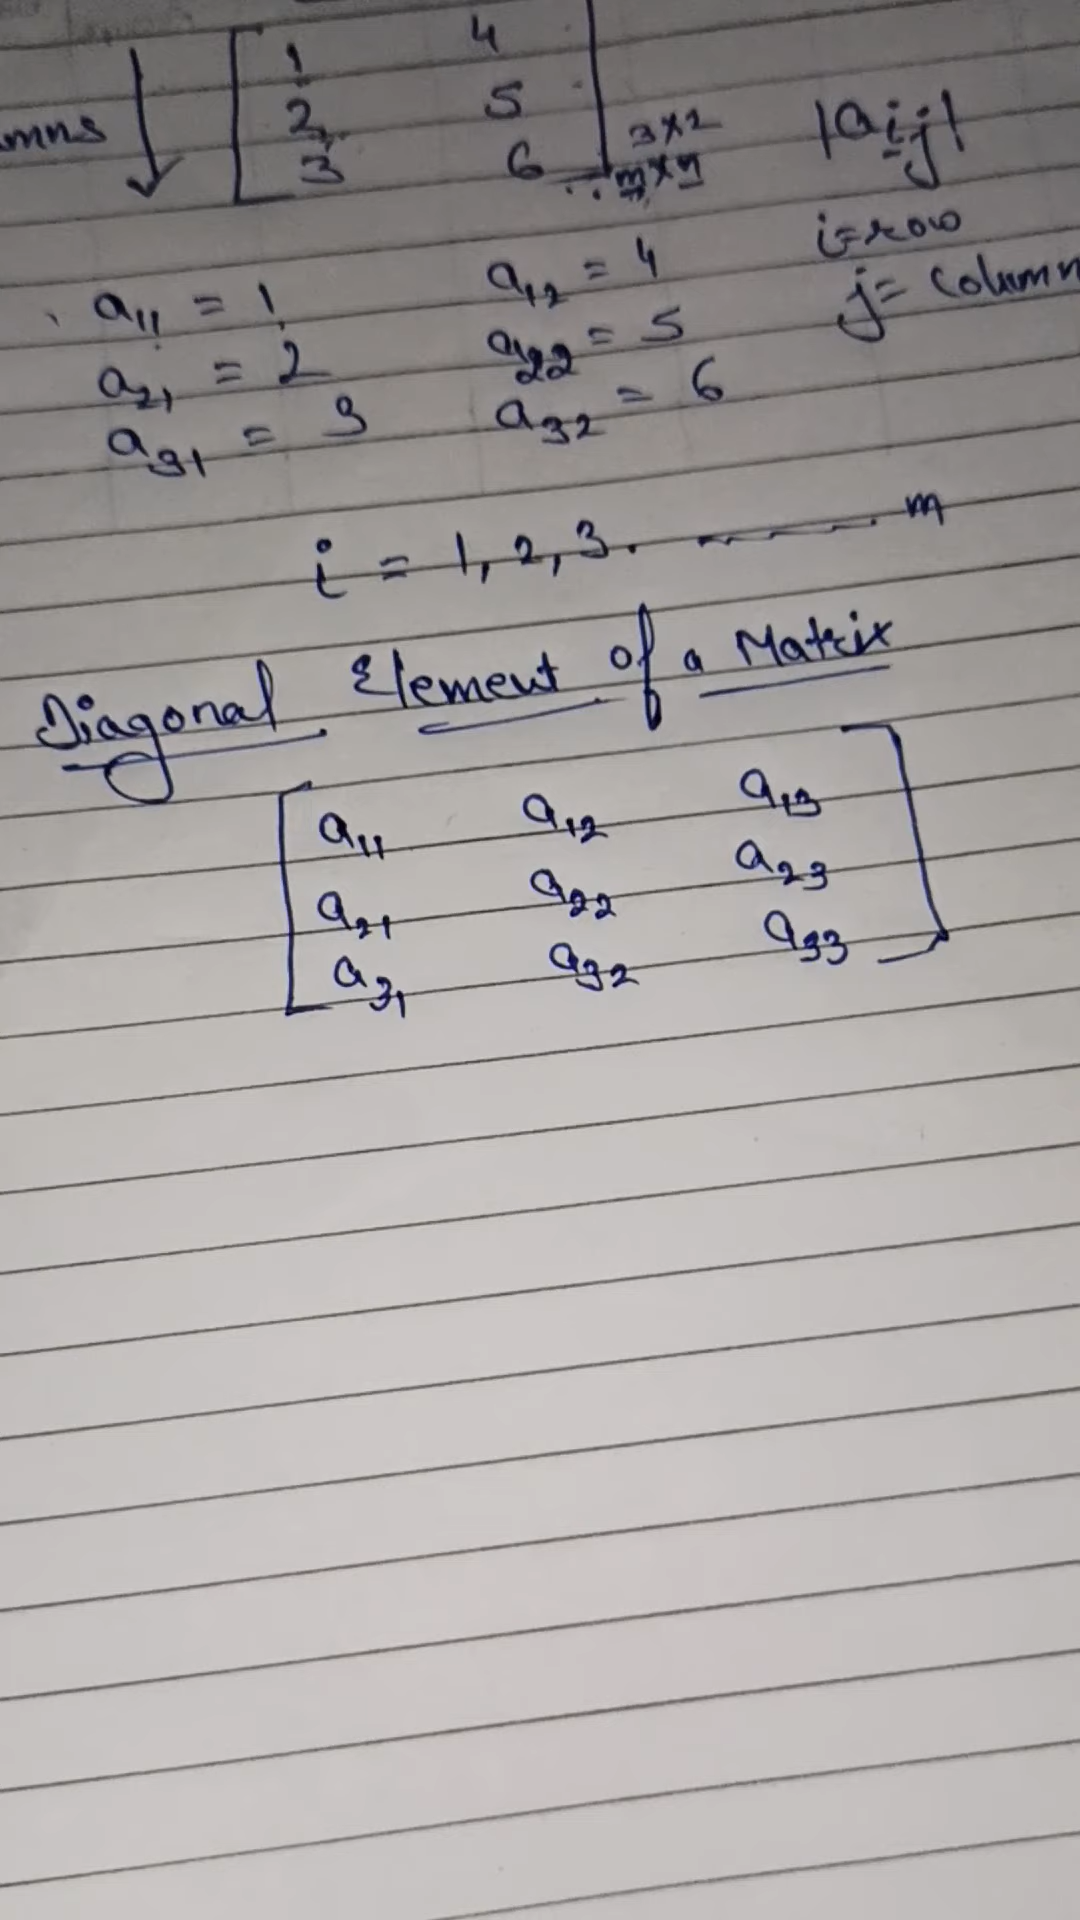 1 4
mns 2 5
3 6 3×2
m×n
|aij|
i=row
j= Column
a11 = 1 a12 = 4
a21 = 2 a22 = 5
a31 = 3 a32 = 6
i = 1, 2, 3. ------- m
Diagonal Element of a Matrix
a11 a12 a13
a21 a22 a23
a31 a32 a33